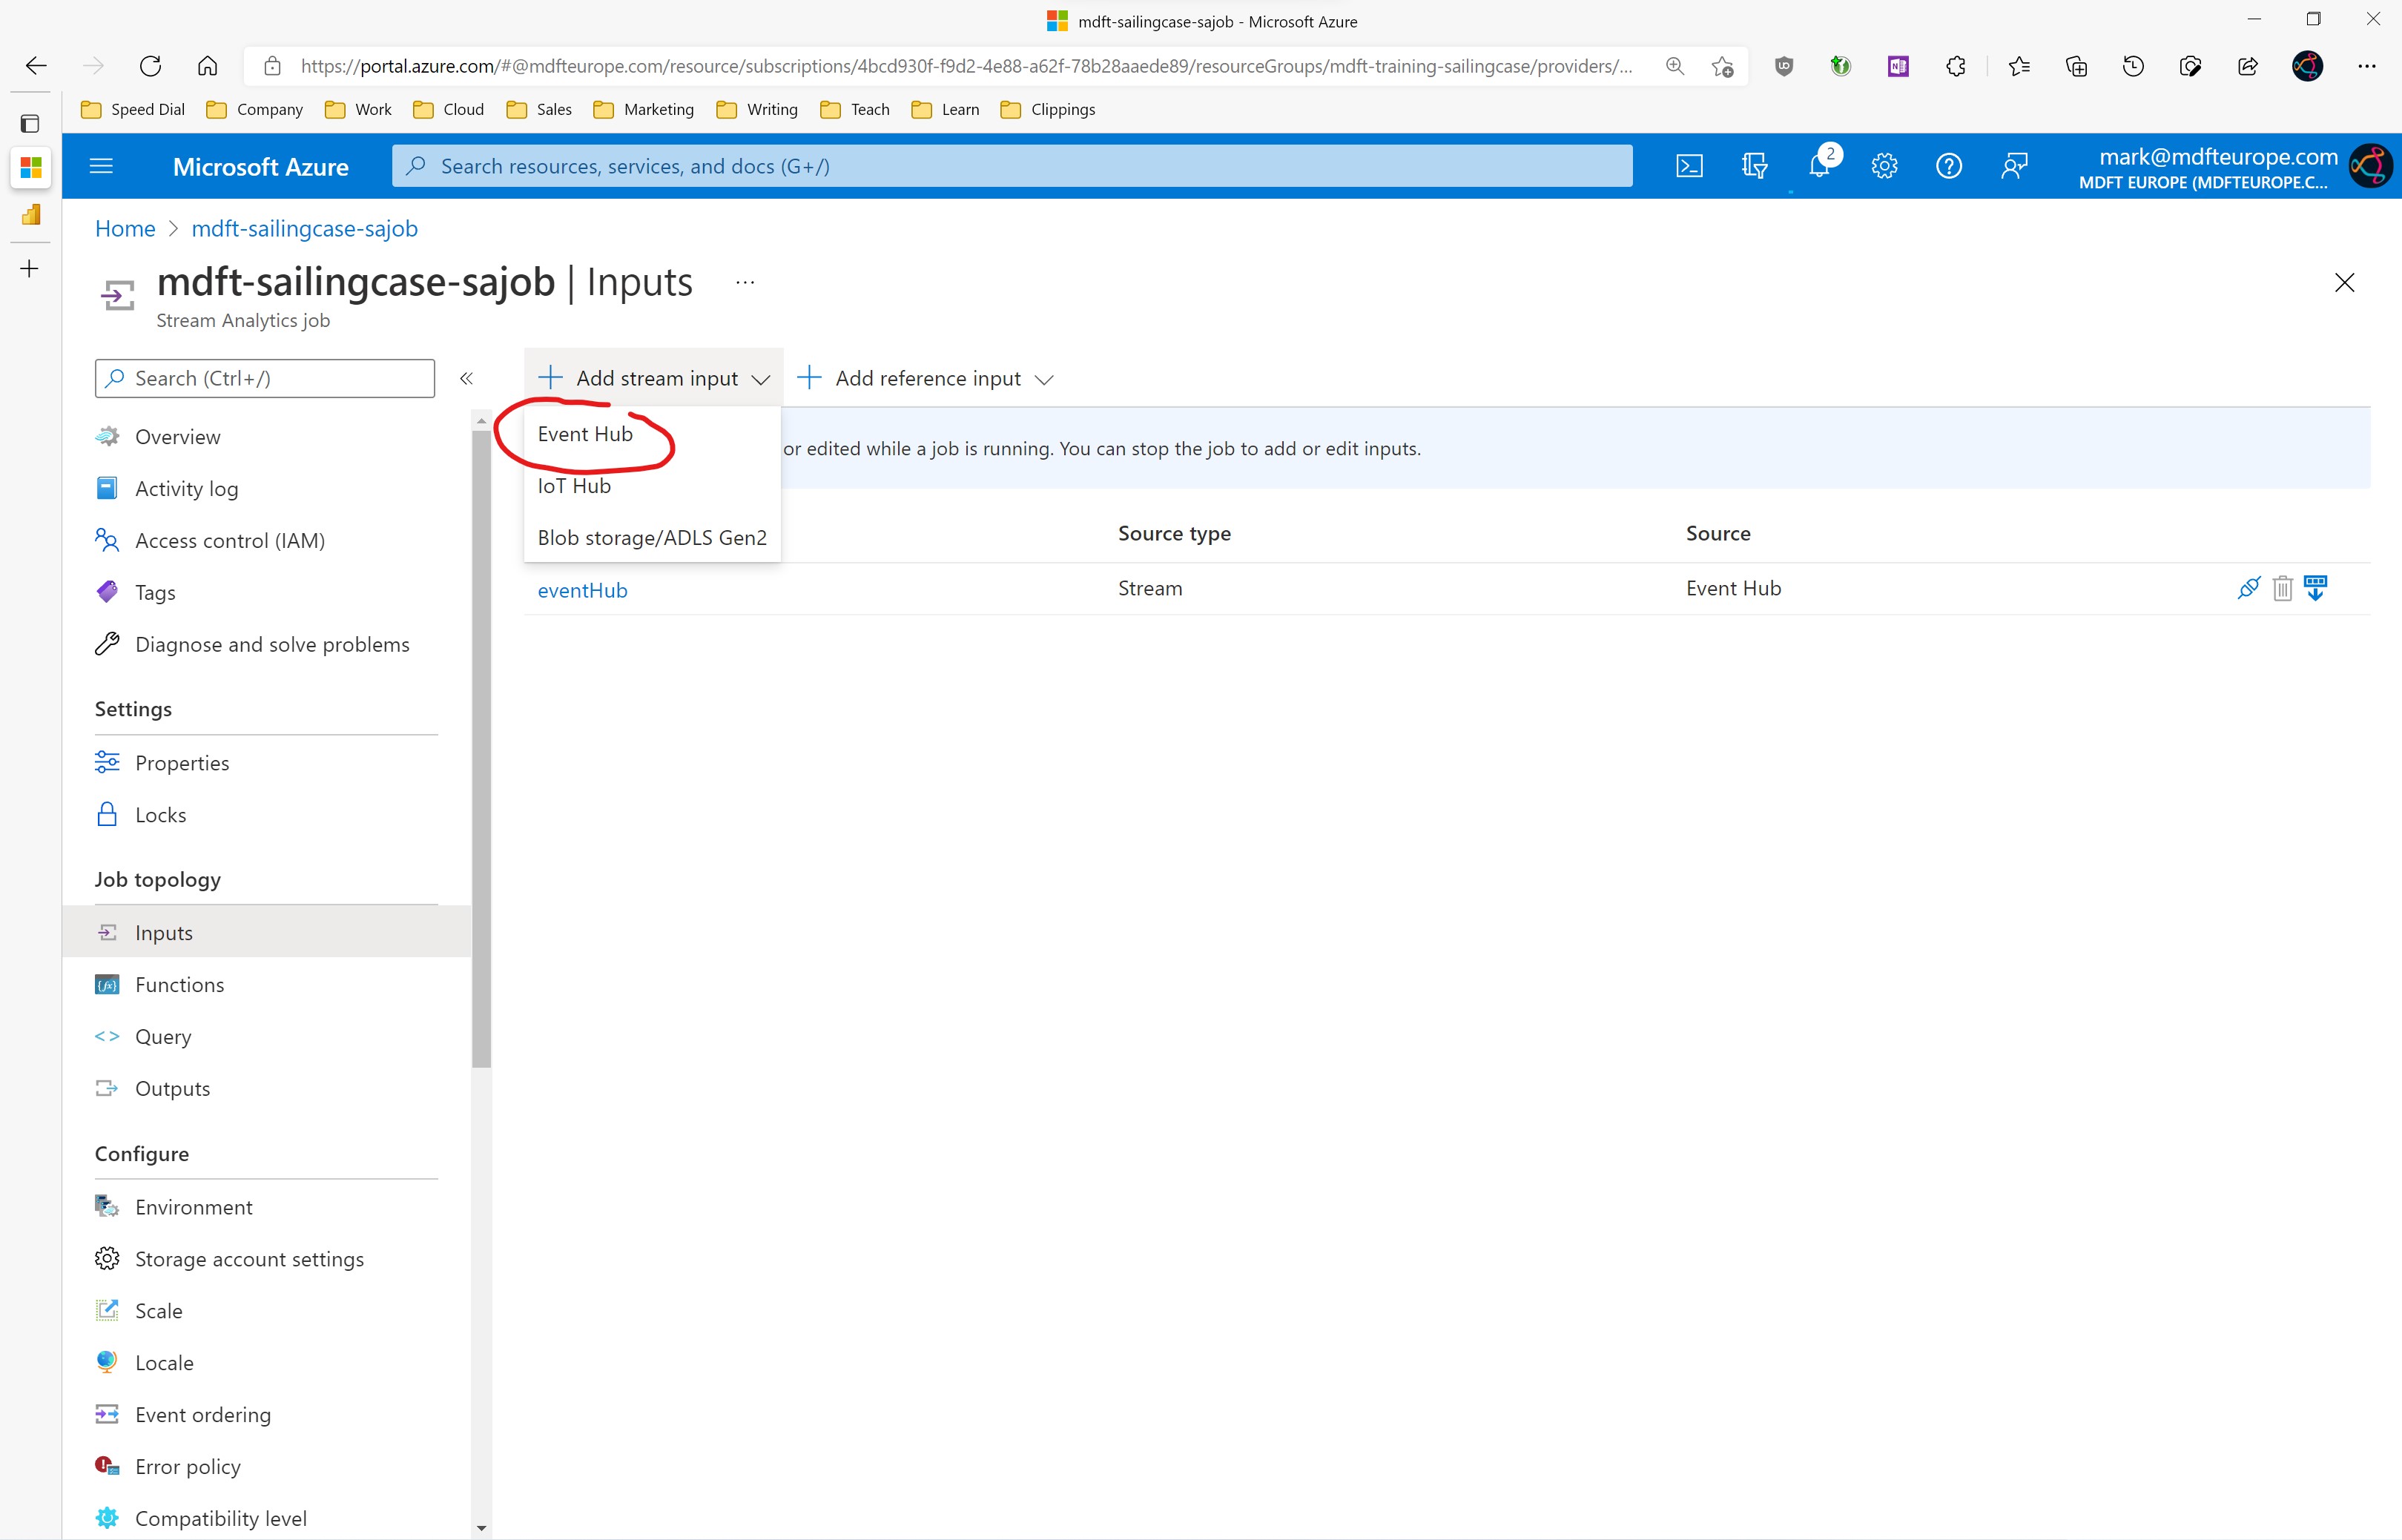 mdft-sailingcase-sajob - Microsoft Azure
https://portal.azure.com/#@mdfteurope.com/resource/subscriptions/4bcd930f-f9d2-4e88-a62f-78b28aaede89/resourceGroups/mdft-training-sailingcase/providers/...
Speed Dial Company Work Cloud Sales Marketing Writing Teach Learn Clippings
Microsoft Azure
Search resources, services, and docs (G+/)
2
mark@mdfteurope.com
MDFT EUROPE (MDFTEUROPE.C...
Home > mdft-sailingcase-sajob
mdft-sailingcase-sajob | Inputs ...
Stream Analytics job
Search (Ctrl+/)
Overview
Activity log
Access control (IAM)
Tags
Diagnose and solve problems
Settings
Properties
Locks
Job topology
Inputs
Functions
Query
Outputs
Configure
Environment
Storage account settings
Scale
Locale
Event ordering
Error policy
Compatibility level
Add stream input Add reference input
Event Hub
IoT Hub
Blob storage/ADLS Gen2
or edited while a job is running. You can stop the job to add or edit inputs.
Source type Source
eventHub Stream Event Hub